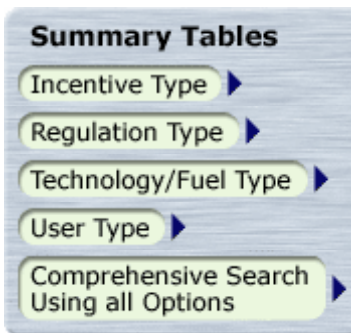 Summary Tables
Incentive Type
Regulation Type
Technology/Fuel Type
User Type
Comprehensive Search
Using all Options